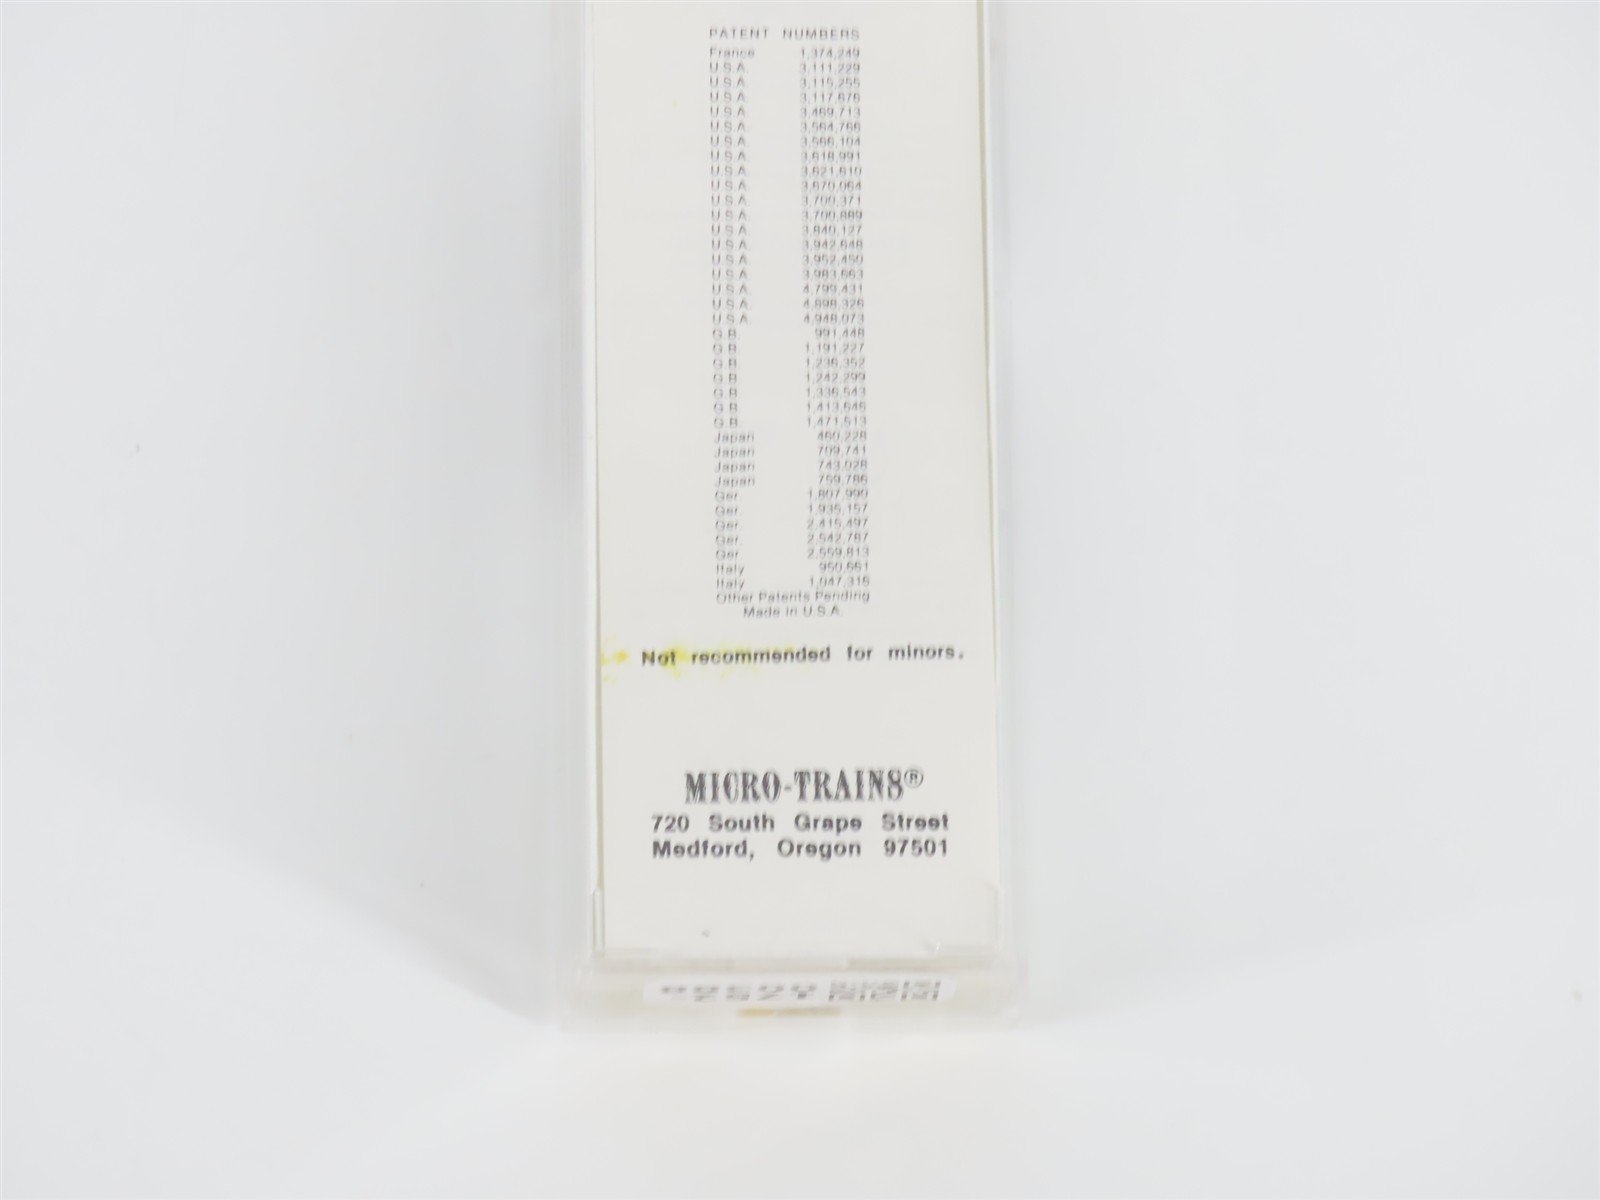 PATENT NUMBERS
France 1,374,249
U.S.A. 3,111,229
U.S.A. 3,115,255
U.S.A. 3,117,676
U.S.A. 3,469,713
U.S.A. 3,564,766
U.S.A. 3,566,104
U.S.A. 3,618,991
U.S.A. 3,621,610
U.S.A. 3,670,064
U.S.A. 3,700,371
U.S.A. 3,700,889
U.S.A. 3,840,127
U.S.A. 3,942,648
U.S.A. 3,952,450
U.S.A. 3,983,663
U.S.A. 4,799,431
U.S.A. 4,898,326
U.S.A. 4,948,073
G.B. 991,448
G.B. 1,191,227
G.B. 1,236,352
G.B. 1,242,299
G.B. 1,336,543
G.B. 1,413,646
G.B. 1,471,613
Japan 460,228
Japan 709,741
Japan 743,028
Japan 759,786
Ger. 1,807,990
Ger. 1,935,157
Ger. 2,415,497
Ger. 2,542,787
Ger. 2,559,813
Italy 950,661
Italy 1,047,316
Other Patents Pending
Made in U.S.A.
Not recommended for minors.
MICRO-TRAINS®
720 South Grape Street
Medford, Oregon 97501